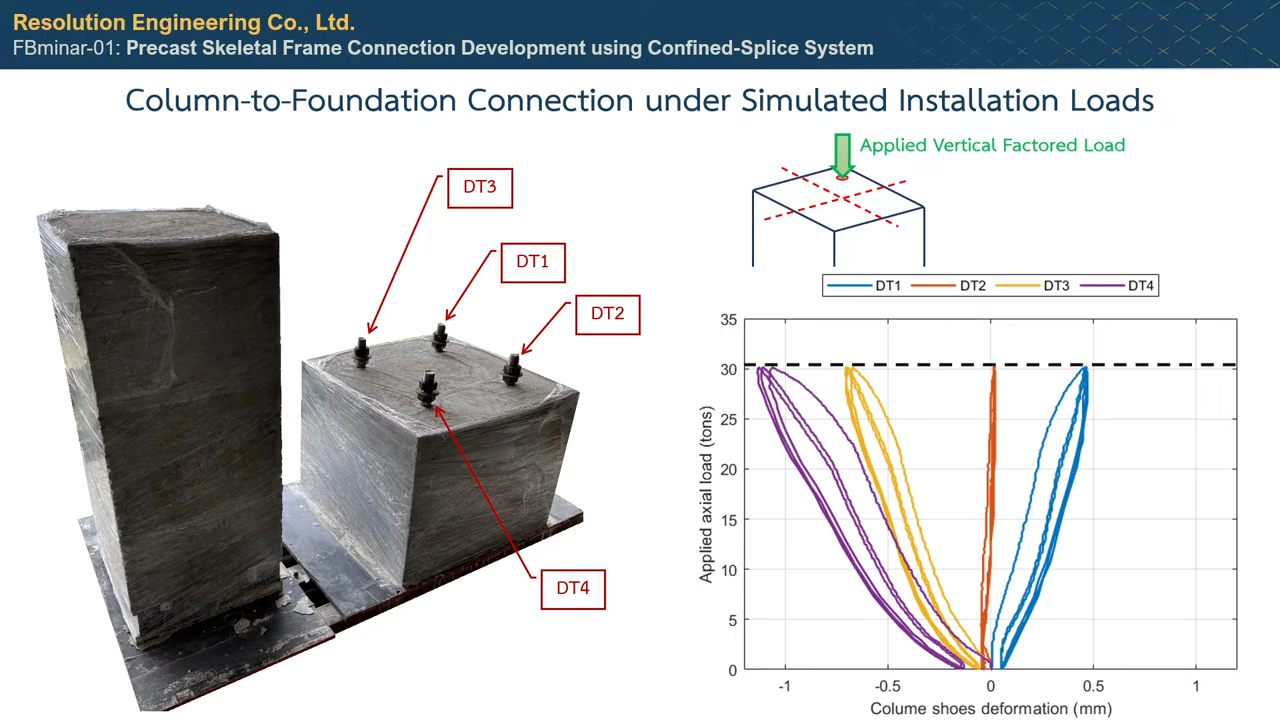 Resolution Engineering Co., Ltd.
FBminar-01: Precast Skeletal Frame Connection Development using Confined-Splice System
Column-to-Foundation Connection under Simulated Installation Loads
Applied Vertical Factored Load
DT3
DT1
DT2
DT4
DT1 DT2 DT3 DT4
35
30
25
20
15
10
5
0
Applied axial load (tons)
-1 -0.5 0 0.5 1
Colume shoes deformation (mm)